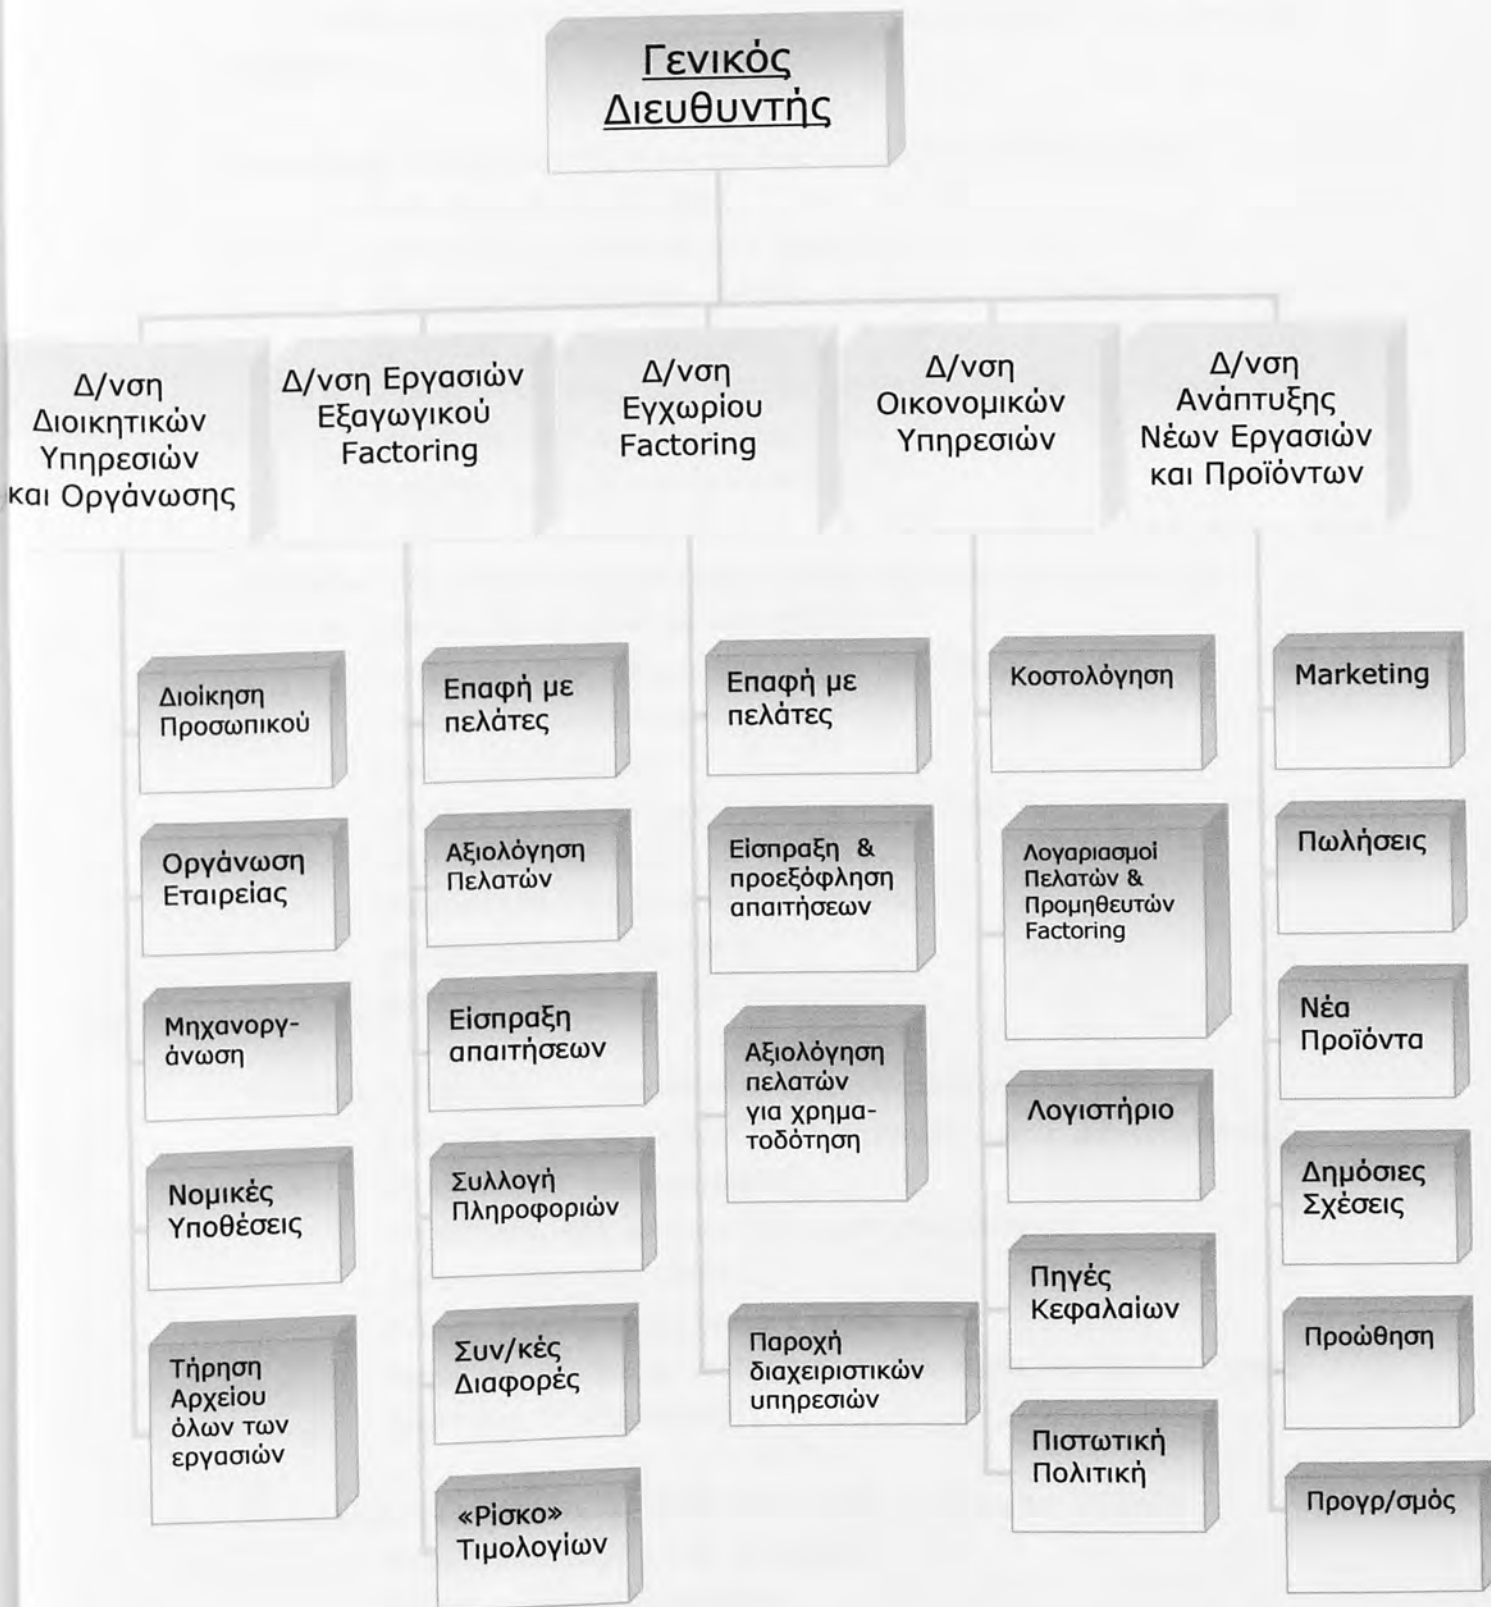 Γενικός
Διευθυντής
Δ/νση
Διοικητικών
Υπηρεσιών
και Οργάνωσης
Δ/νση Εργασιών
Εξαγωγικού
Factoring
Δ/νση
Εγχωρίου
Factoring
Δ/νση
Οικονομικών
Υπηρεσιών
Δ/νση
Ανάπτυξης
Νέων Εργασιών
και Προϊόντων
Διοίκηση
Προσωπικού
Οργάνωση
Εταιρείας
Μηχανοργ-
άνωση
Νομικές
Υποθέσεις
Τήρηση
Αρχείου
όλων των
εργασιών
Επαφή με
πελάτες
Αξιολόγηση
Πελατών
Είσπραξη
απαιτήσεων
Συλλογή
Πληροφοριών
Συν/κές
Διαφορές
«Ρίσκο»
Τιμολογίων
Επαφή με
πελάτες
Είσπραξη &
προεξόφληση
απαιτήσεων
Αξιολόγηση
πελατών
για χρημα-
τοδότηση
Παροχή
διαχειριστικών
υπηρεσιών
Κοστολόγηση
Λογαριασμοί
Πελατών &
Προμηθευτών
Factoring
Λογιστήριο
Πηγές
Κεφαλαίων
Πιστωτική
Πολιτική
Marketing
Πωλήσεις
Νέα
Προϊόντα
Δημόσιες
Σχέσεις
Προώθηση
Προγρ/σμός